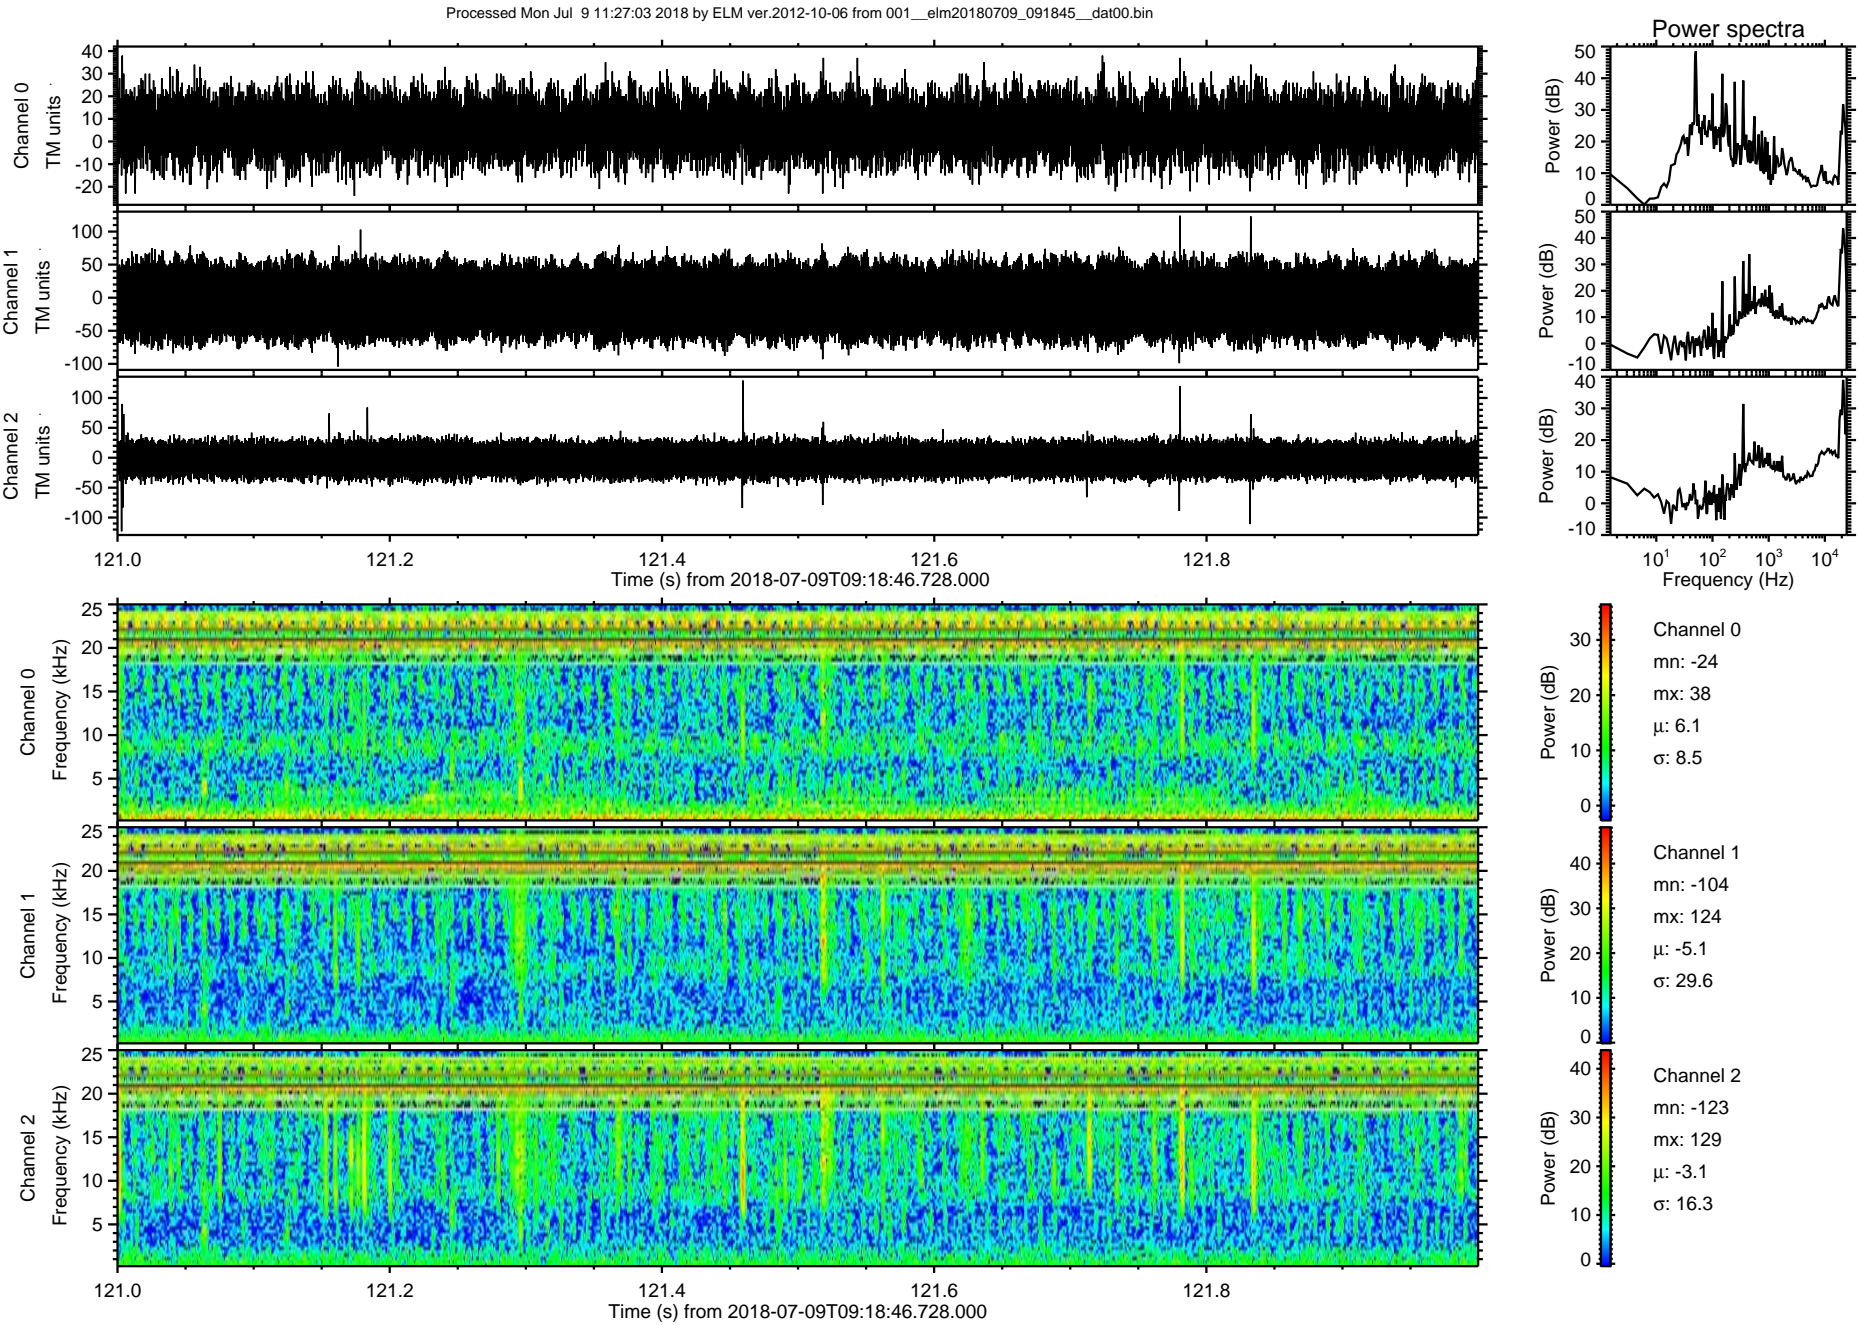 Processed Mon Jul  9 11:27:03 2018 by ELM ver.2012-10-06 from 001__elm20180709_091845__dat00.bin
Power spectra
Channel 0
TM units
40
30
20
10
0
-10
-20
Power (dB)
50
40
30
20
10
0
Channel 1
TM units
100
50
0
-50
-100
Power (dB)
50
40
30
20
10
0
-10
Channel 2
TM units
100
50
0
-50
-100
Power (dB)
40
30
20
10
0
-10
121.0 121.2 121.4 121.6 121.8
Time (s) from 2018-07-09T09:18:46.728.000
10¹ 10² 10³ 10⁴
Frequency (Hz)
Channel 0
Frequency (kHz)
25
20
15
10
5
Power (dB)
30
20
10
0
Channel 0
mn: -24
mx: 38
μ: 6.1
σ: 8.5
Channel 1
Frequency (kHz)
25
20
15
10
5
Power (dB)
40
30
20
10
0
Channel 1
mn: -104
mx: 124
μ: -5.1
σ: 29.6
Channel 2
Frequency (kHz)
25
20
15
10
5
Power (dB)
40
30
20
10
0
Channel 2
mn: -123
mx: 129
μ: -3.1
σ: 16.3
121.0 121.2 121.4 121.6 121.8
Time (s) from 2018-07-09T09:18:46.728.000